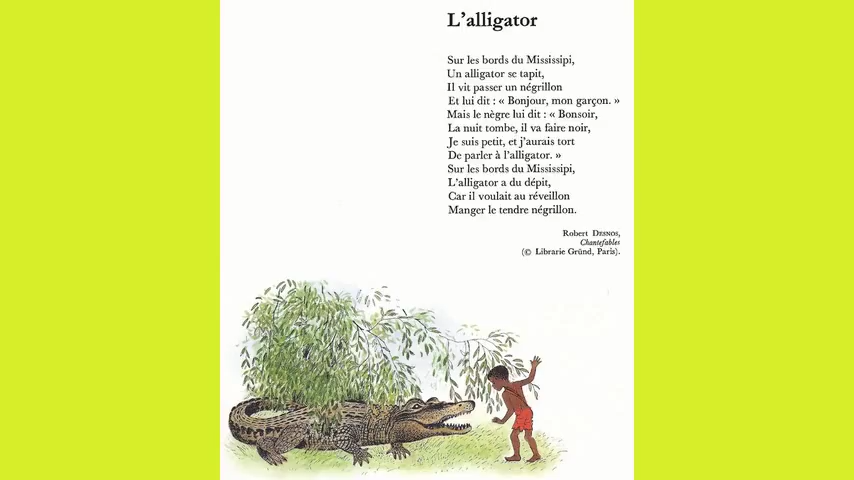 L'alligator
Sur les bords du Mississipi,
Un alligator se tapit,
Il vit passer un négrillon
Et lui dit : « Bonjour, mon garçon. »
Mais le nègre lui dit : « Bonsoir,
La nuit tombe, il va faire noir,
Je suis petit, et j'aurais tort
De parler à l'alligator. »
Sur les bords du Mississipi,
L'alligator a du dépit,
Car il voulait au réveillon
Manger le tendre négrillon.
Robert DESNOS,
Chantefables
(© Librarie Gründ, Paris).